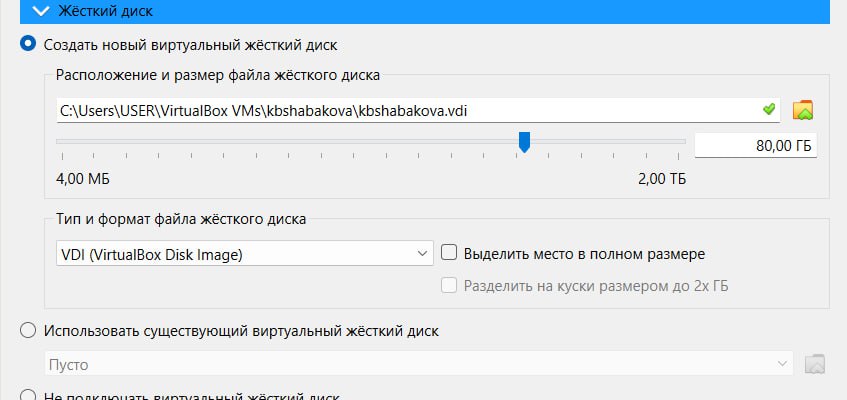 Жёсткий диск
Создать новый виртуальный жёсткий диск
Расположение и размер файла жёсткого диска
C:\Users\USER\VirtualBox VMs\kbshabakova\kbshabakova.vdi
80,00 ГБ
4,00 МБ 2,00 ТБ
Тип и формат файла жёсткого диска
VDI (VirtualBox Disk Image) Выделить место в полном размере
Разделить на куски размером до 2х ГБ
Использовать существующий виртуальный жёсткий диск
Пусто
Не подключать виртуальный жёсткий диск